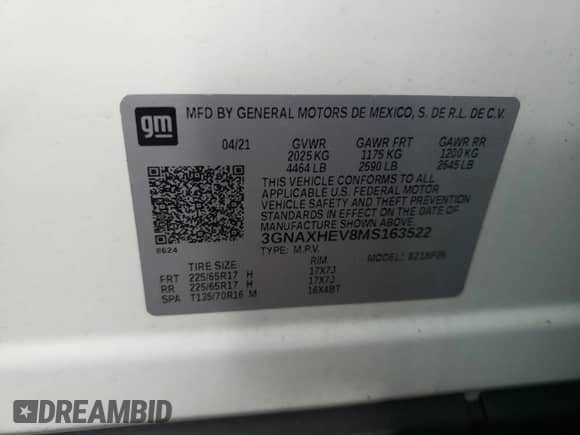 gm
MFD BY GENERAL MOTORS DE MEXICO, S. DE R.L. DE C.V.
04/21 GVWR GAWR FRT GAWR RR
2025 KG 1175 KG 1200 KG
4464 LB 2590 LB 2645 LB
THIS VEHICLE CONFORMS TO ALL
APPLICABLE U.S. FEDERAL MOTOR
VEHICLE SAFETY AND THEFT PREVENTION
STANDARDS IN EFFECT ON THE DATE OF
MANUFACTURE SHOWN ABOVE.
3GNAXHEV8MS163522
8624
TYPE: M.P.V. MODEL:
TIRE SIZE RIM
FRT 225/65R17 H 17X7J
RR 225/65R17 H 17X7J
SPA T135/70R16 M 16X4BT
DREAMBID